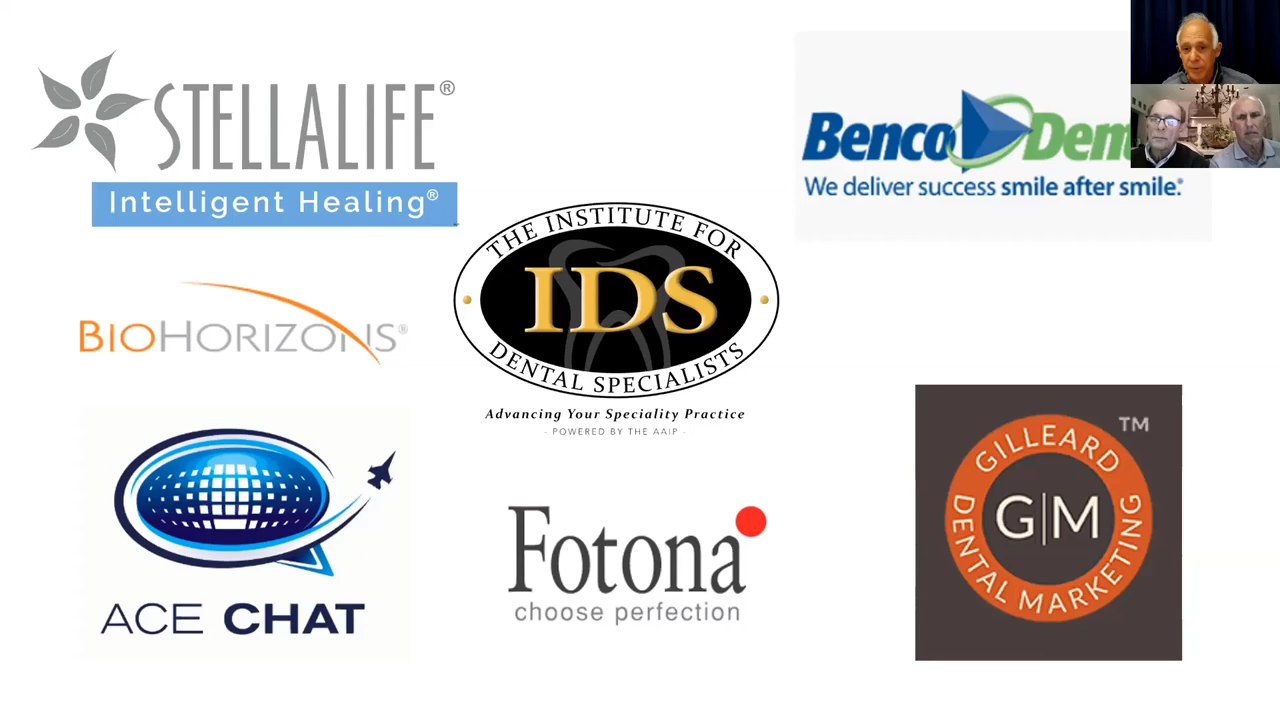 STELLALIFE®
Intelligent Healing®
Benco
We deliver success smile after smile.®
THE INSTITUTE FOR
IDS
DENTAL SPECIALISTS
Advancing Your Speciality Practice
- POWERED BY THE AAIP -
BIOHORIZONS®
ACE CHAT
Fotona
choose perfection
TM
GILLEARD
G|M
DENTAL MARKETING